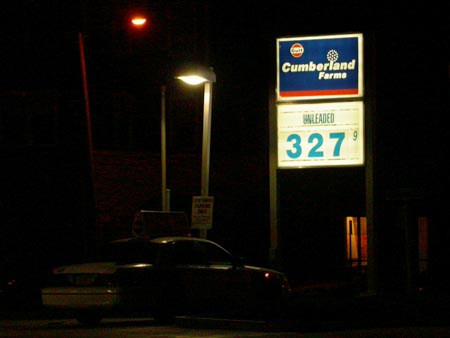 Gulf
Cumberland
Farms
UNLEADED
327 9